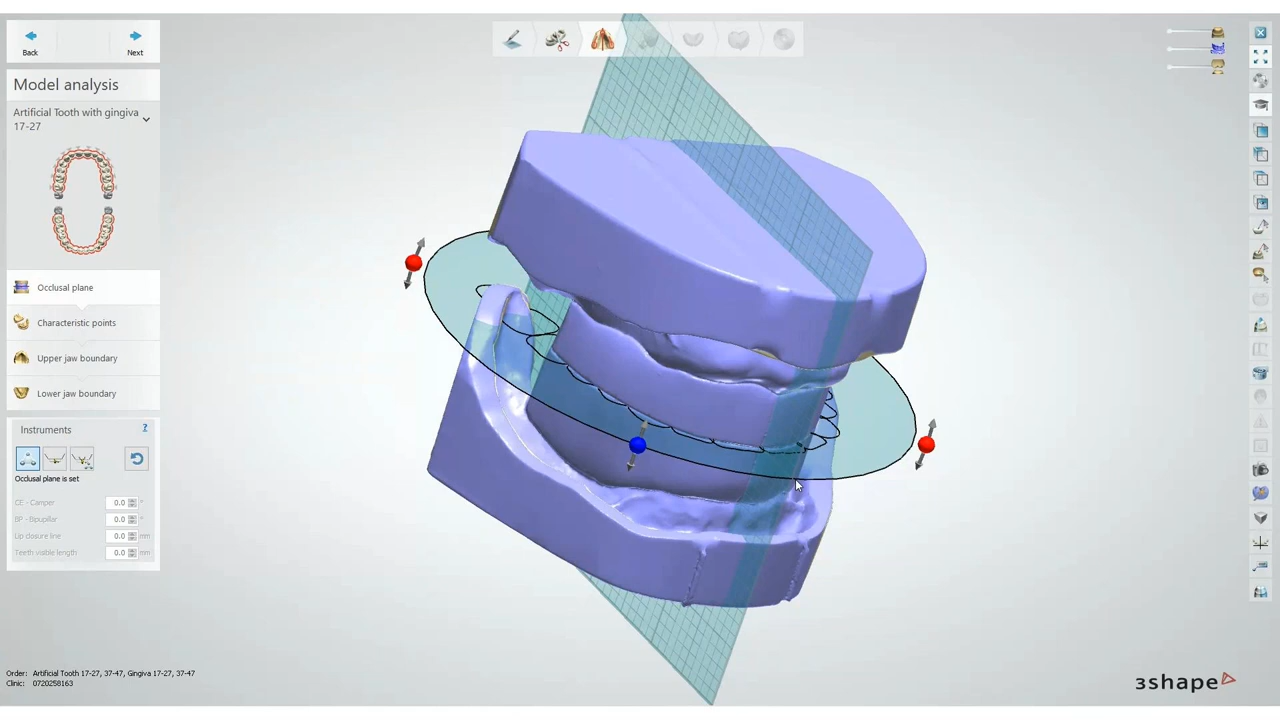 Back
Next
Model analysis
Artificial Tooth with gingiva
17-27
Occlusal plane
Characteristic points
Upper jaw boundary
Lower jaw boundary
Instruments
?
Occlusal plane is set
CE - Camper 0.0 °
BP - Bipupillar 0.0 °
Lip closure line 0.0 mm
Teeth visible length 0.0 mm
Order: Artificial Tooth 17-27, 37-47, Gingiva 17-27, 37-47
Clinic: 0720258163
3shape